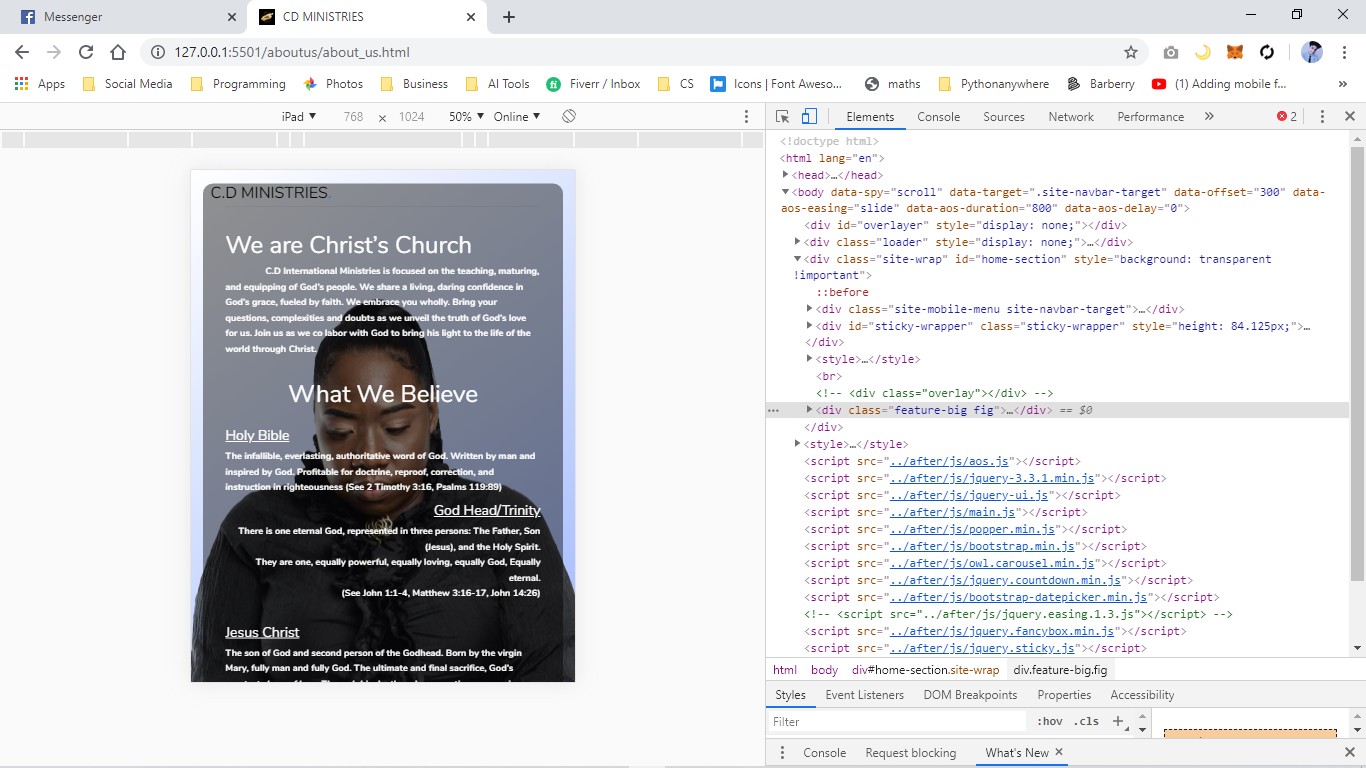 Messenger
CD MINISTRIES
127.0.0.1:5501/aboutus/about_us.html
Apps
Social Media
Programming
Photos
Business
AI Tools
Fiverr / Inbox
CS
Icons | Font Aweso...
maths
Pythonanywhere
Barberry
(1) Adding mobile f...
»
iPad ▼ 768 × 1024 50% ▼ Online ▼
Elements Console Sources Network Performance » 2
C.D MINISTRIES
We are Christ's Church
C.D International Ministries is focused on the teaching, maturing,
and equipping of God's people. We share a living, daring confidence in
God's grace, fueled by faith. We embrace you wholly. Bring your
questions, complexities and doubts as we unveil the truth of God's love
for us. Join us as we co labor with God to bring his light to the life of the
world through Christ.
What We Believe
Holy Bible
The infallible, everlasting, authoritative word of God. Written by man and
inspired by God. Profitable for doctrine, reproof, correction, and
instruction in righteousness (See 2 Timothy 3:16, Psalms 119:89)
God Head/Trinity
There is one eternal God, represented in three persons: The Father, Son
(Jesus), and the Holy Spirit.
They are one, equally powerful, equally loving, equally God, Equally
eternal.
(See John 1:1-4, Matthew 3:16-17, John 14:26)
Jesus Christ
The son of God and second person of the Godhead. Born by the virgin
Mary, fully man and fully God. The ultimate and final sacrifice, God's
<!doctype html>
<html lang="en">
<head>…</head>
<body data-spy="scroll" data-target=".site-navbar-target" data-offset="300" data-
aos-easing="slide" data-aos-duration="800" data-aos-delay="0">
<div id="overlayer" style="display: none;"></div>
<div class="loader" style="display: none;">…</div>
<div class="site-wrap" id="home-section" style="background: transparent
!important">
::before
<div class="site-mobile-menu site-navbar-target">…</div>
<div id="sticky-wrapper" class="sticky-wrapper" style="height: 84.125px;">…
</div>
<style>…</style>
<br>
<!-- <div class="overlay"></div> -->
<div class="feature-big fig">…</div> == $0
</div>
<style>…</style>
<script src="../after/js/aos.js"></script>
<script src="../after/js/jquery-3.3.1.min.js"></script>
<script src="../after/js/jquery-ui.js"></script>
<script src="../after/js/main.js"></script>
<script src="../after/js/popper.min.js"></script>
<script src="../after/js/bootstrap.min.js"></script>
<script src="../after/js/owl.carousel.min.js"></script>
<script src="../after/js/jquery.countdown.min.js"></script>
<script src="../after/js/bootstrap-datepicker.min.js"></script>
<!-- <script src="../after/js/jquery.easing.1.3.js"></script> -->
<script src="../after/js/jquery.fancybox.min.js"></script>
<script src="../after/js/jquery.sticky.js"></script>
html body div#home-section.site-wrap div.feature-big.fig
Styles Event Listeners DOM Breakpoints Properties Accessibility
Filter :hov .cls +
Console Request blocking What's New ×